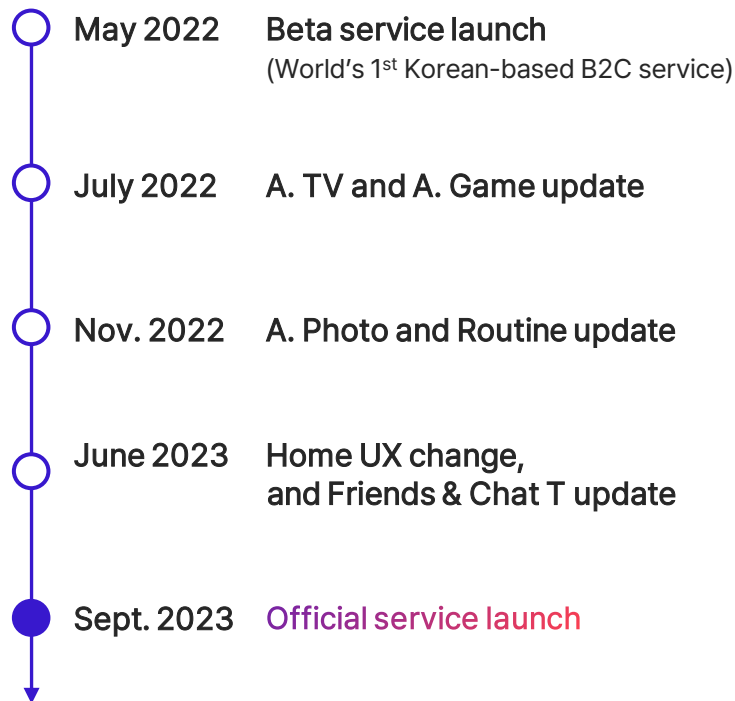 May 2022 Beta service launch
(World's 1st Korean-based B2C service)
July 2022 A. TV and A. Game update
Nov. 2022 A. Photo and Routine update
June 2023 Home UX change,
and Friends & Chat T update
Sept. 2023 Official service launch